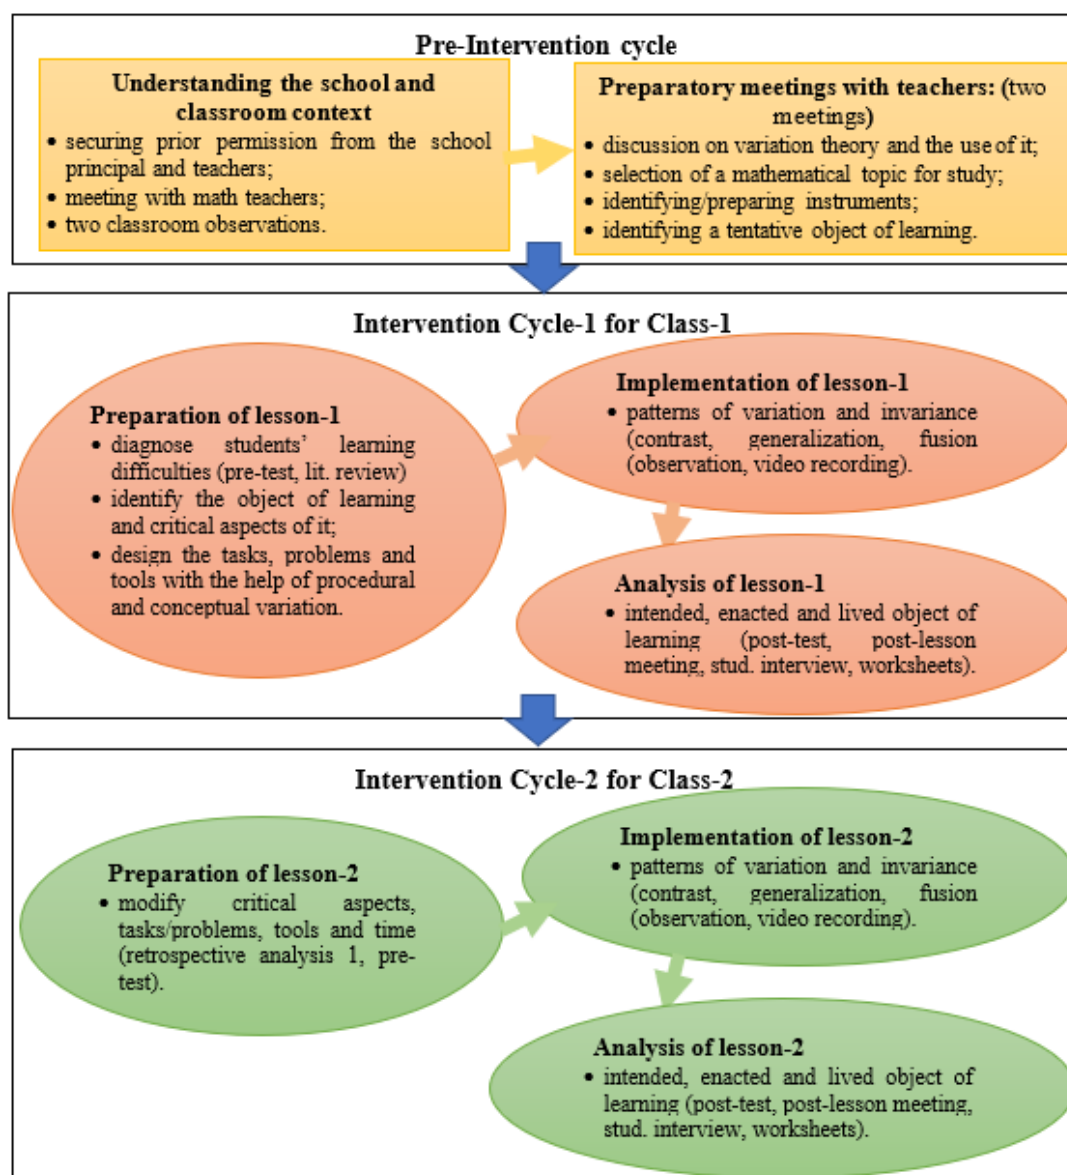 Pre-Intervention cycle
Understanding the school and
classroom context
• securing prior permission from the school
principal and teachers;
• meeting with math teachers;
• two classroom observations.
Preparatory meetings with teachers: (two
meetings)
• discussion on variation theory and the use of it;
• selection of a mathematical topic for study;
• identifying/preparing instruments;
• identifying a tentative object of learning.
Intervention Cycle-1 for Class-1
Preparation of lesson-1
• diagnose students' learning
difficulties (pre-test, lit. review)
• identify the object of learning
and critical aspects of it;
• design the tasks, problems and
tools with the help of procedural
and conceptual variation.
Implementation of lesson-1
• patterns of variation and invariance
(contrast, generalization, fusion
(observation, video recording).
Analysis of lesson-1
• intended, enacted and lived object of
learning (post-test, post-lesson
meeting, stud. interview, worksheets).
Intervention Cycle-2 for Class-2
Preparation of lesson-2
• modify critical aspects,
tasks/problems, tools and time
(retrospective analysis 1, pre-
test).
Implementation of lesson-2
• patterns of variation and invariance
(contrast, generalization, fusion
(observation, video recording).
Analysis of lesson-2
• intended, enacted and lived object of
learning (post-test, post-lesson meeting,
stud. interview, worksheets).